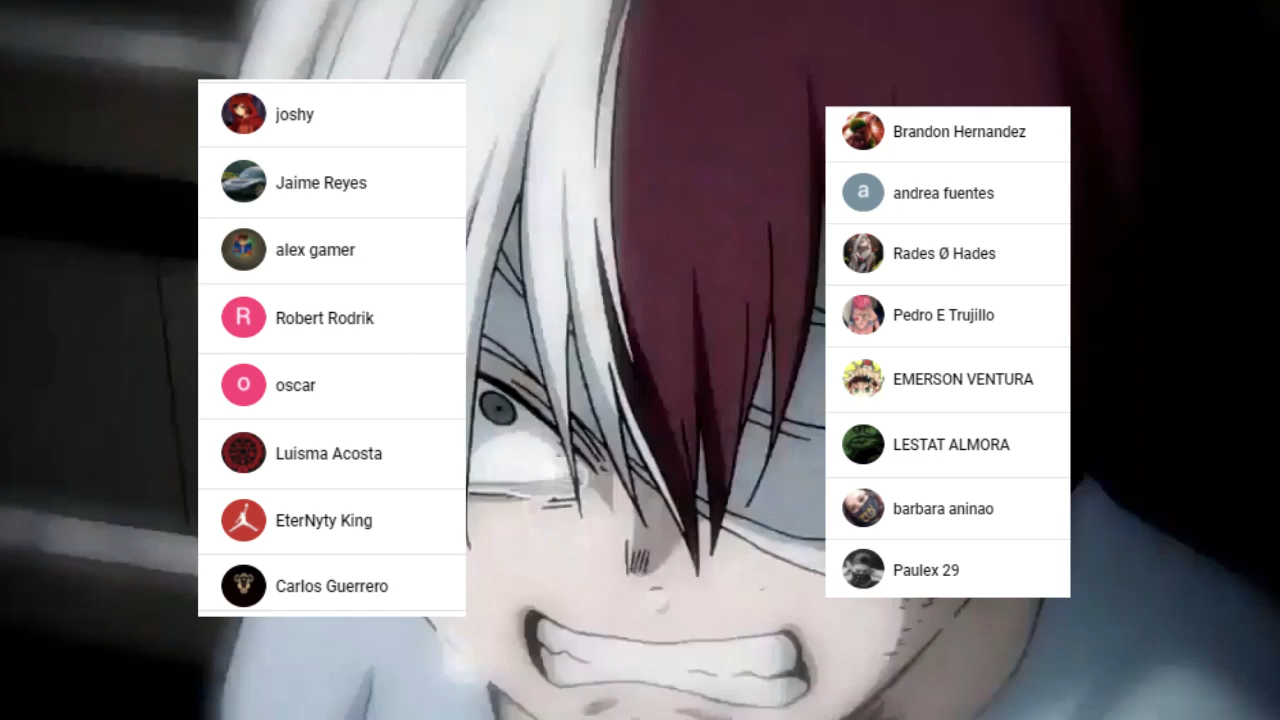 joshy
Jaime Reyes
alex gamer
R
Robert Rodrik
o
oscar
Luisma Acosta
EterNyty King
Carlos Guerrero
Brandon Hernandez
a
andrea fuentes
Rades Ø Hades
Pedro E Trujillo
EMERSON VENTURA
LESTAT ALMORA
barbara aninao
Paulex 29